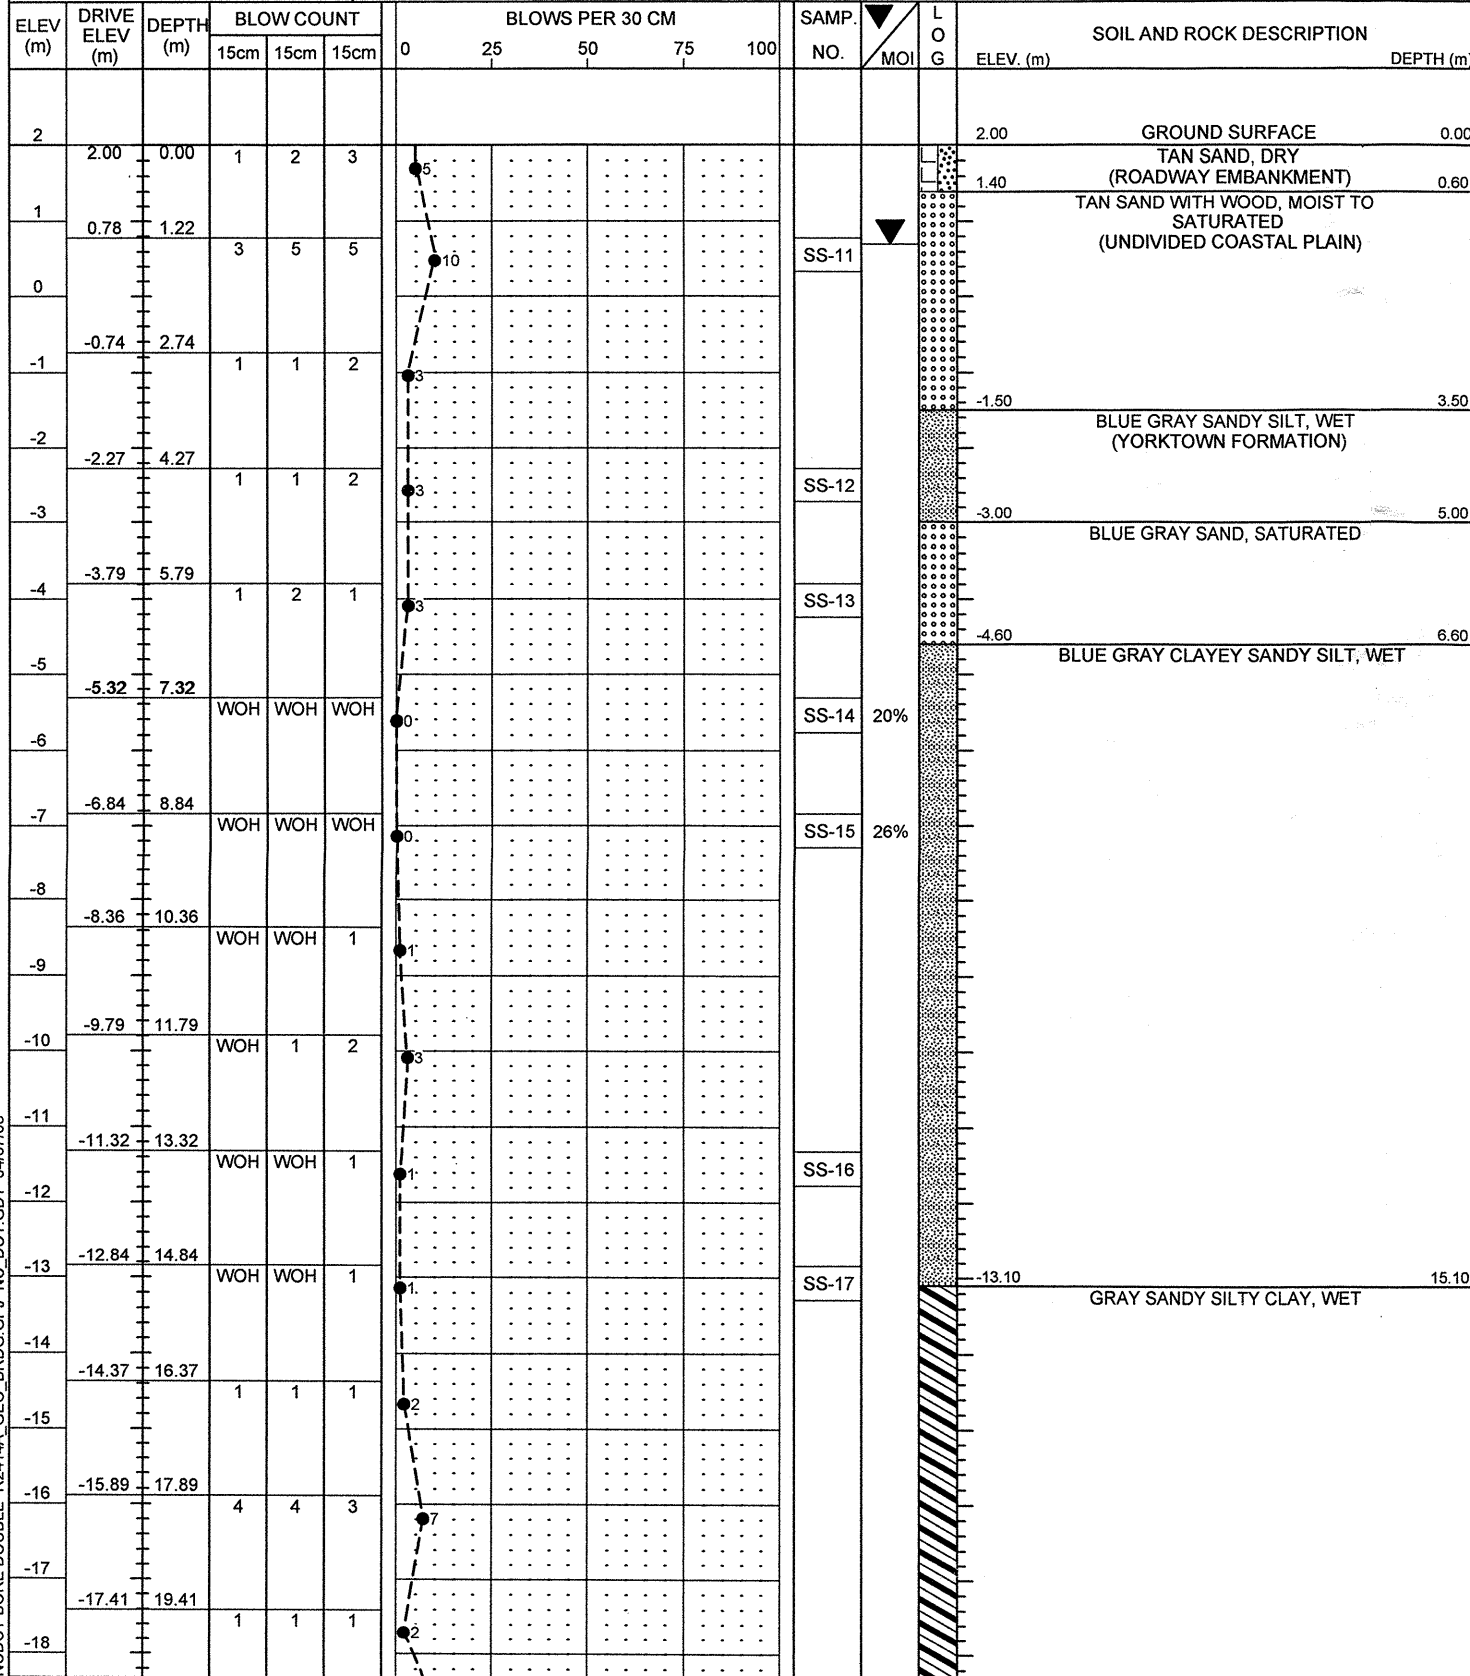 ELEV (m) DRIVE ELEV (m) DEPTH (m) BLOW COUNT 15cm 15cm 15cm BLOWS PER 30 CM SAMP. NO. MOI LOG SOIL AND ROCK DESCRIPTION
0 25 50 75 100 ELEV. (m) DEPTH (m)
2 2.00 GROUND SURFACE 0.00
2.00 0.00 1 2 3 TAN SAND, DRY
5
1.40 (ROADWAY EMBANKMENT) 0.60
TAN SAND WITH WOOD, MOIST TO
1 SATURATED
0.78 1.22
3 5 5 (UNDIVIDED COASTAL PLAIN)
10 SS-11
0
-0.74 2.74
-1 1 1 2
3
-1.50 3.50
BLUE GRAY SANDY SILT, WET
-2 (YORKTOWN FORMATION)
-2.27 4.27
1 1 2 3 SS-12
-3 -3.00 5.00
BLUE GRAY SAND, SATURATED
-3.79 5.79
-4 1 2 1 3 SS-13
-4.60 6.60
-5 BLUE GRAY CLAYEY SANDY SILT, WET
-5.32 7.32
WOH WOH WOH 0 SS-14 20%
-6
-6.84 8.84
-7 WOH WOH WOH 0 SS-15 26%
-8
-8.36 10.36
WOH WOH 1 1
-9
-9.79 11.79
-10 WOH 1 2 3
-11
-11.32 13.32
WOH WOH 1 1 SS-16
-12
-12.84 14.84
-13 WOH WOH 1 1 SS-17
-13.10 15.10
GRAY SANDY SILTY CLAY, WET
-14
-14.37 16.37
1 1 1 2
-15
-15.89 17.89
-16 4 4 3 7
-17
-17.41 19.41
1 1 1 2
-18